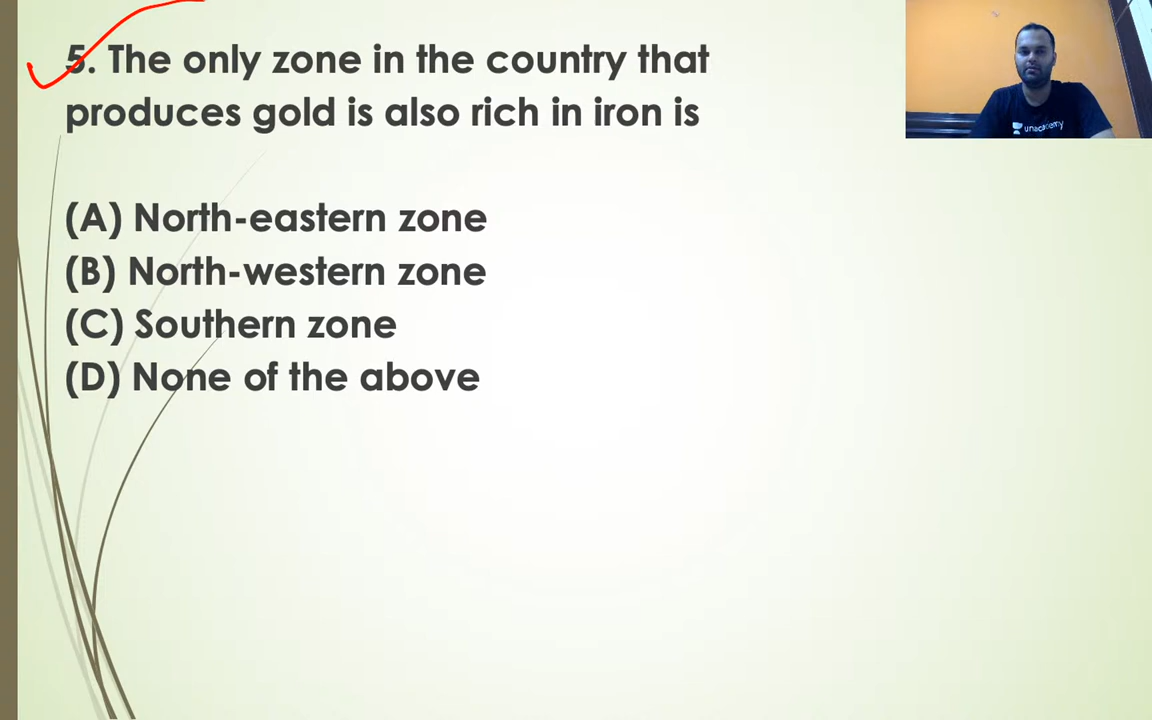 5. The only zone in the country that
produces gold is also rich in iron is
(A) North-eastern zone
(B) North-western zone
(C) Southern zone
(D) None of the above
unacademy